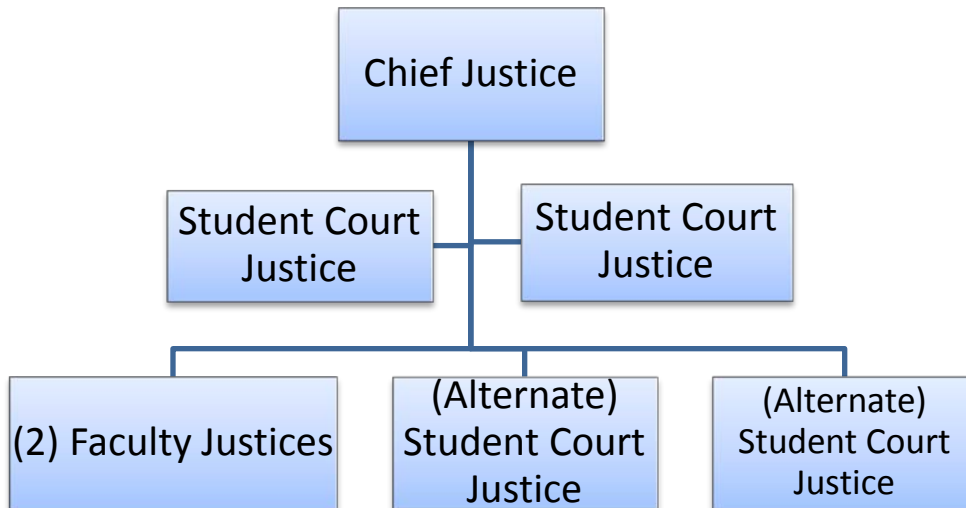 Chief Justice
Student Court
Justice
Student Court
Justice
(2) Faculty Justices
(Alternate)
Student Court
Justice
(Alternate)
Student Court
Justice